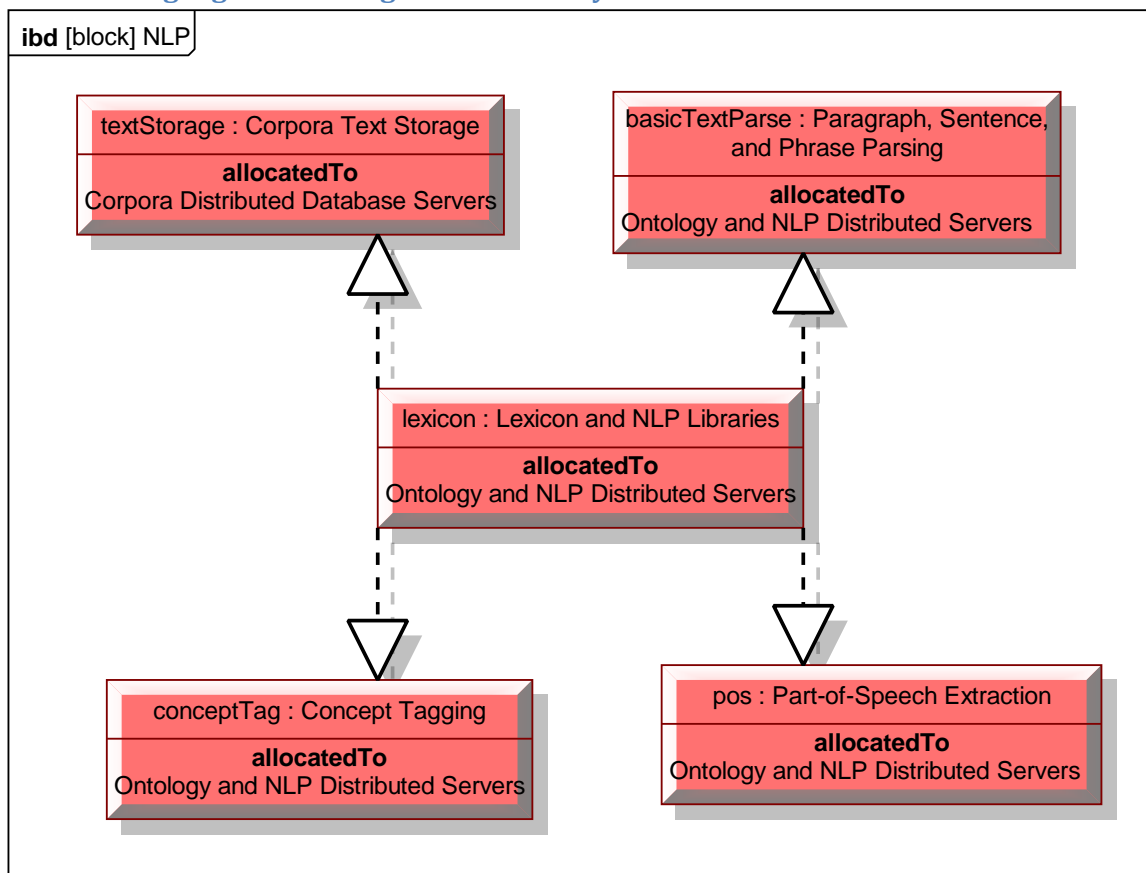 ibd [block] NLP
textStorage : Corpora Text Storage
allocatedTo
Corpora Distributed Database Servers
basicTextParse : Paragraph, Sentence,
and Phrase Parsing
allocatedTo
Ontology and NLP Distributed Servers
lexicon : Lexicon and NLP Libraries
allocatedTo
Ontology and NLP Distributed Servers
conceptTag : Concept Tagging
allocatedTo
Ontology and NLP Distributed Servers
pos : Part-of-Speech Extraction
allocatedTo
Ontology and NLP Distributed Servers